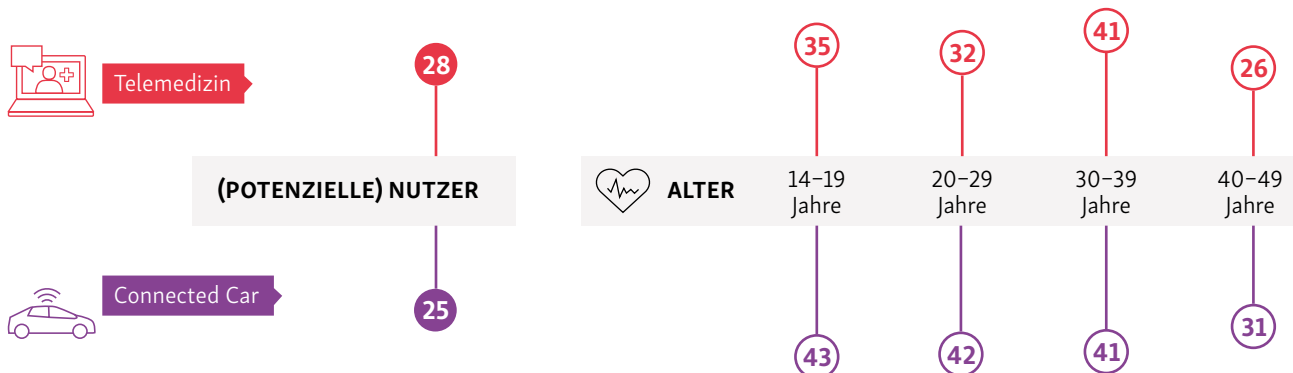 Telemedizin
28
35
32
41
26
(POTENZIELLE) NUTZER
ALTER
14–19
Jahre
20–29
Jahre
30–39
Jahre
40–49
Jahre
Connected Car
25
43
42
41
31